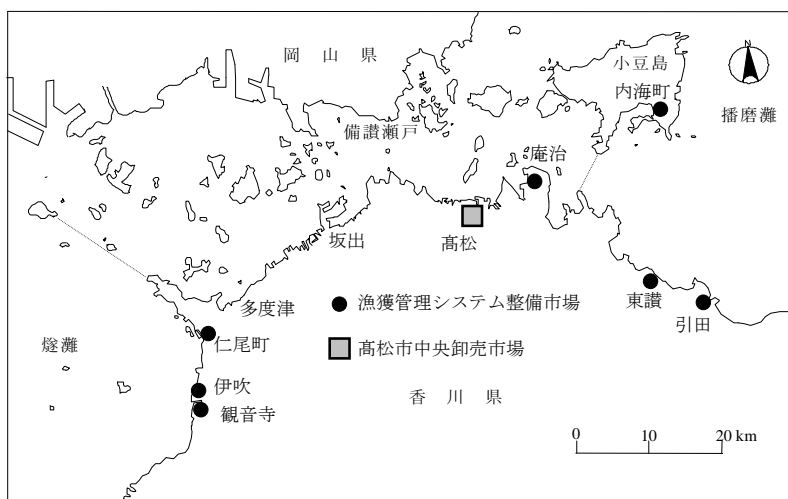 岡山県
小豆島
内海町
播磨灘
備讃瀬戸
庵治
坂出
髙松
東讃
引田
多度津
漁獲管理システム整備市場
燧灘
仁尾町
髙松市中央卸売市場
伊吹
香川県
観音寺
0 10 20 km